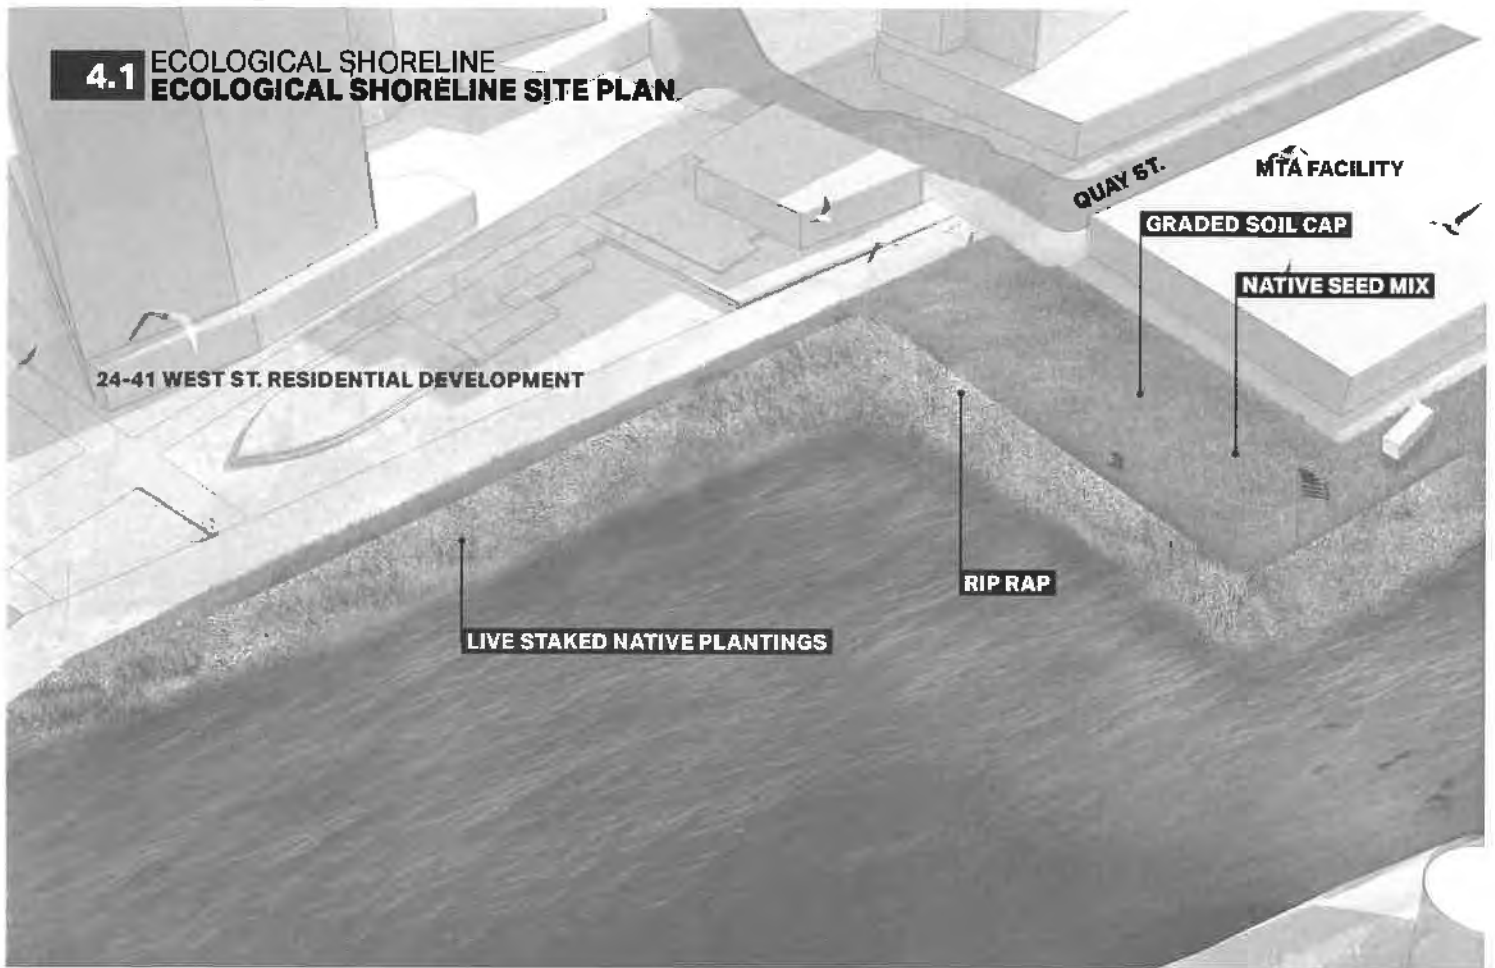 4.1 ECOLOGICAL SHORELINE
ECOLOGICAL SHORELINE SITE PLAN
QUAY ST.
MTA FACILITY
GRADED SOIL CAP
NATIVE SEED MIX
24-41 WEST ST. RESIDENTIAL DEVELOPMENT
RIP RAP
LIVE STAKED NATIVE PLANTINGS